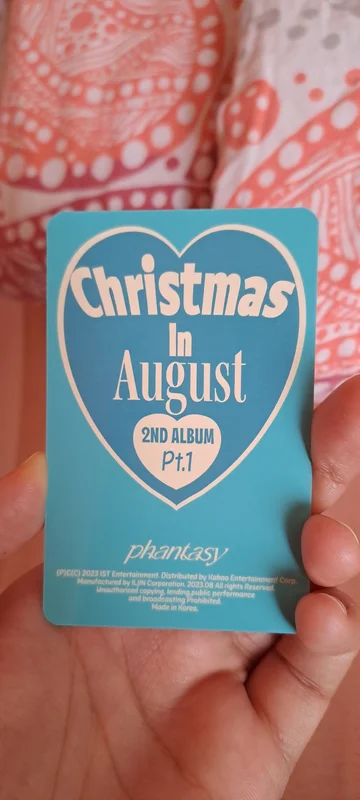 Christmas
In
August
2ND ALBUM
Pt.1
phantasy
(P)&(C) 2023 IST Entertainment. Distributed by Kakao Entertainment Corp.
Manufactured by ILJIN Corporation. 2023.08 All rights Reserved.
Unauthorised copying, lending,public performance
and broadcasting Prohibited.
Made in Korea.